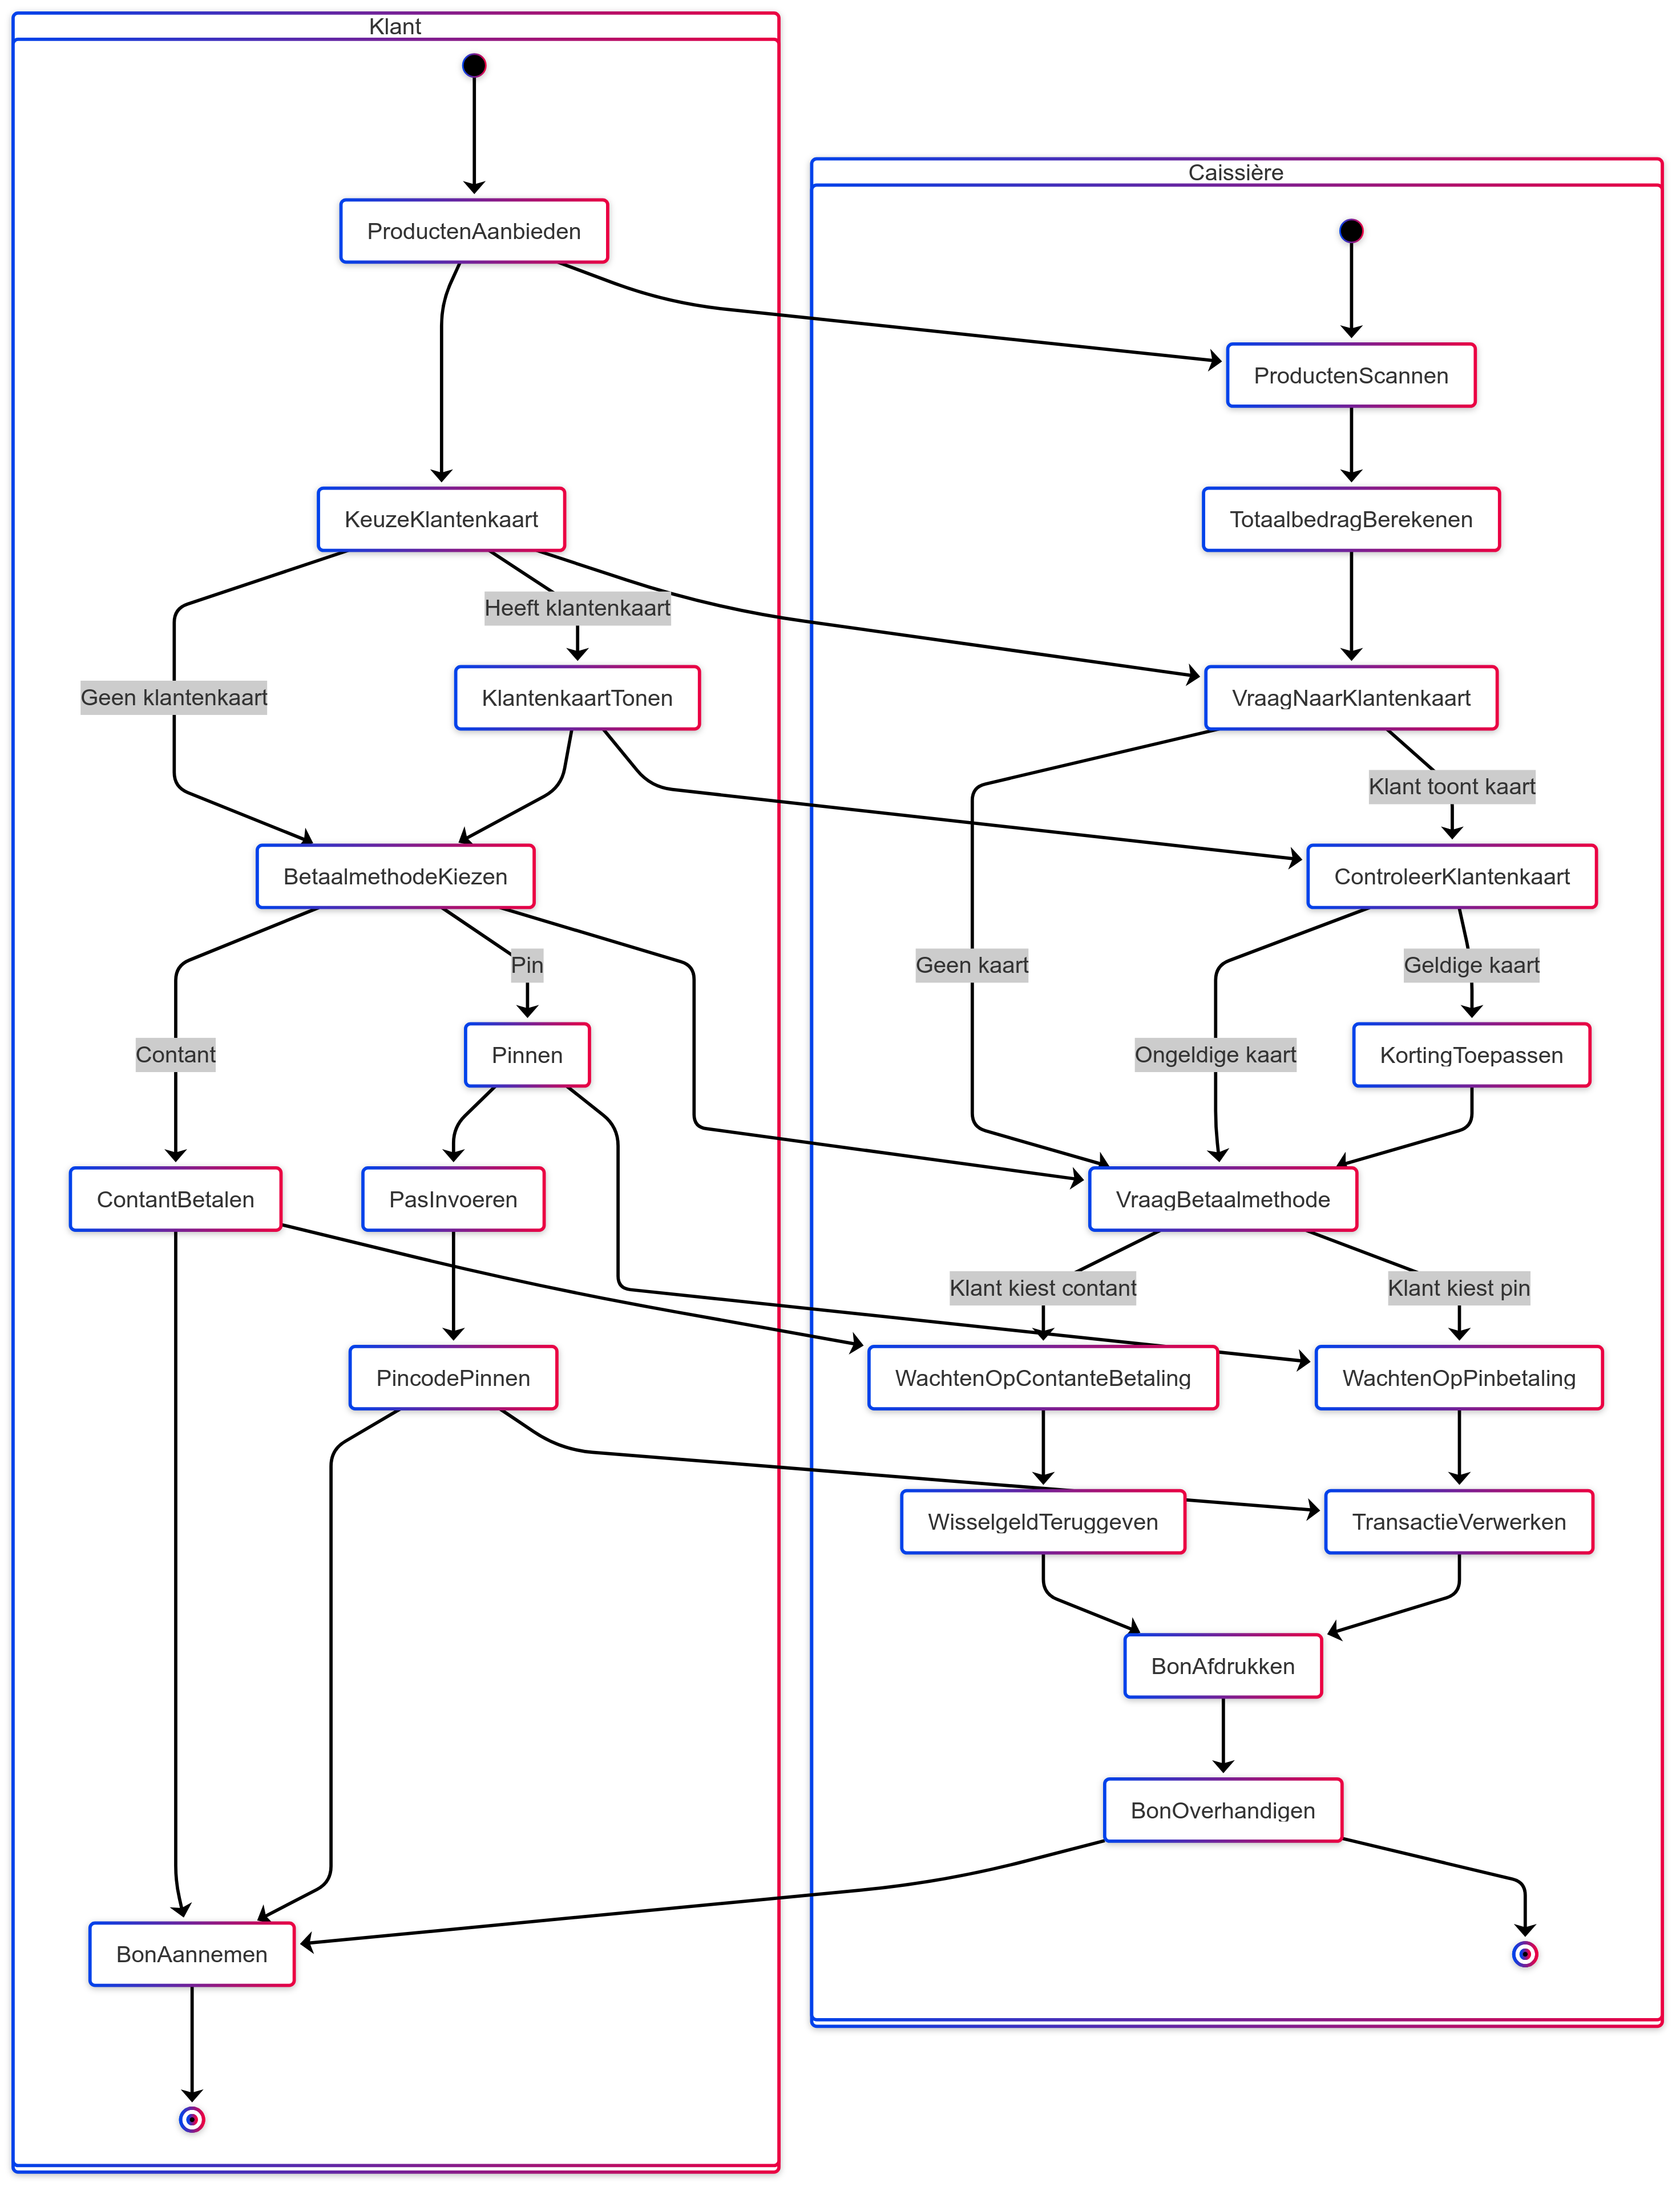 Klant
Caissière
ProductenAanbieden
ProductenScannen
KeuzeKlantenkaart
TotaalbedragBerekenen
Heeft klantenkaart
Geen klantenkaart
KlantenkaartTonen
VraagNaarKlantenkaart
Klant toont kaart
BetaalmethodeKiezen
ControleerKlantenkaart
Pin
Geen kaart
Geldige kaart
Contant
Pinnen
Ongeldige kaart
KortingToepassen
ContantBetalen
PasInvoeren
VraagBetaalmethode
Klant kiest contant
Klant kiest pin
PincodePinnen
WachtenOpContanteBetaling
WachtenOpPinbetaling
WisselgeldTeruggeven
TransactieVerwerken
BonAfdrukken
BonOverhandigen
BonAannemen